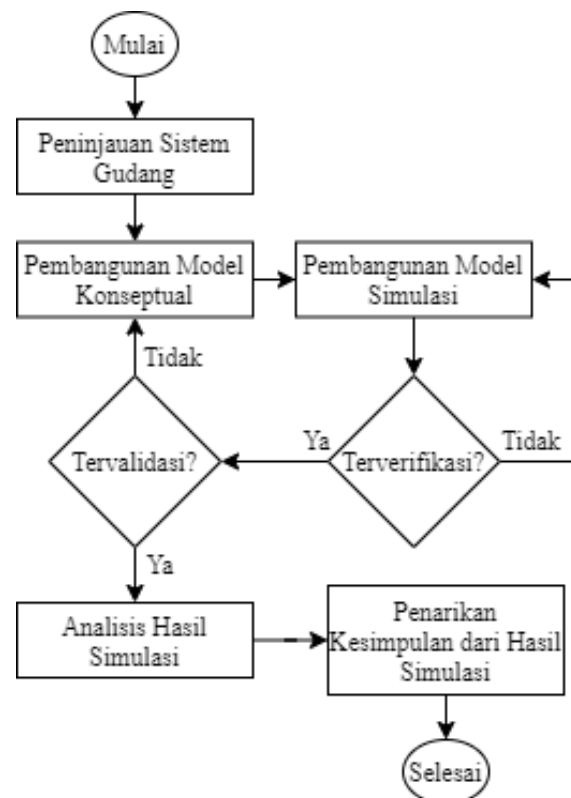 Mulai
Peninjauan Sistem
Gudang
Pembangunan Model
Konseptual
Pembangunan Model
Simulasi
Tidak
Tervalidasi?
Ya
Terverifikasi?
Tidak
Ya
Analisis Hasil
Simulasi
Penarikan
Kesimpulan dari Hasil
Simulasi
Selesai